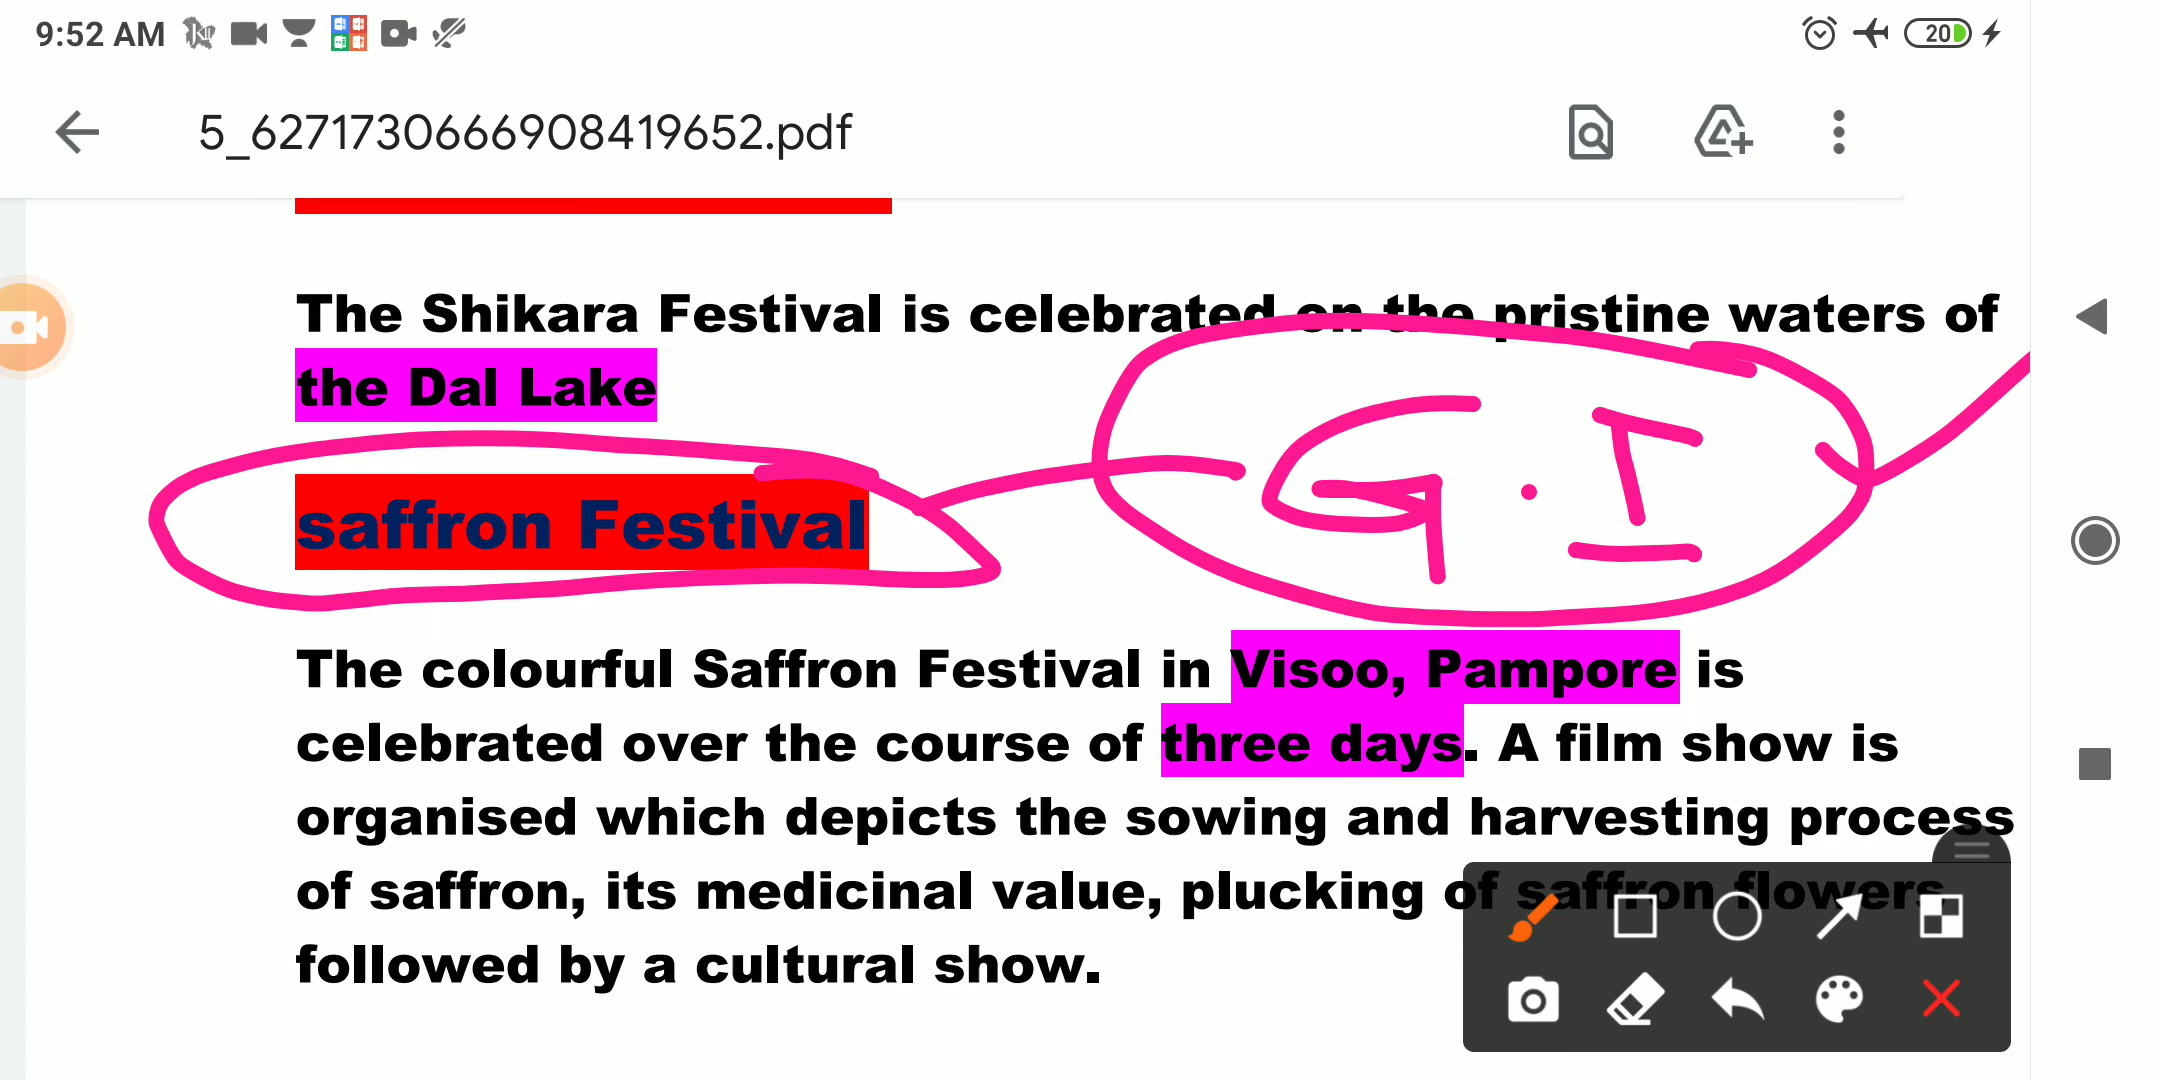 9:52 AM
20
5_6271730666908419652.pdf
The Shikara Festival is celebrated on the pristine waters of
the Dal Lake
G.I
saffron Festival
The colourful Saffron Festival in Visoo, Pampore is
celebrated over the course of three days. A film show is
organised which depicts the sowing and harvesting process
of saffron, its medicinal value, plucking of saffron flowers
followed by a cultural show.